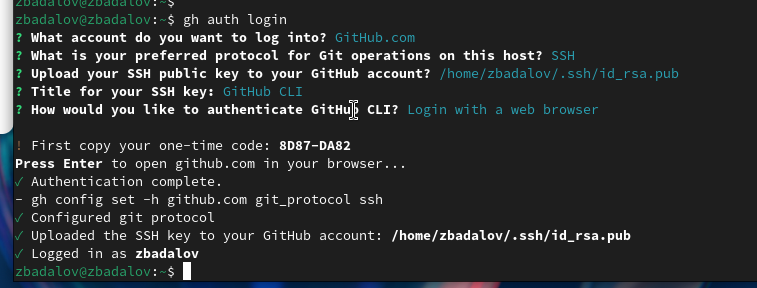 zbadalov@zbadalov:~$
zbadalov@zbadalov:~$ gh auth login
? What account do you want to log into? GitHub.com
? What is your preferred protocol for Git operations on this host? SSH
? Upload your SSH public key to your GitHub account? /home/zbadalov/.ssh/id_rsa.pub
? Title for your SSH key: GitHub CLI
? How would you like to authenticate GitHub CLI? Login with a web browser
! First copy your one-time code: 8D87-DA82
Press Enter to open github.com in your browser...
✓ Authentication complete.
- gh config set -h github.com git_protocol ssh
✓ Configured git protocol
✓ Uploaded the SSH key to your GitHub account: /home/zbadalov/.ssh/id_rsa.pub
✓ Logged in as zbadalov
zbadalov@zbadalov:~$